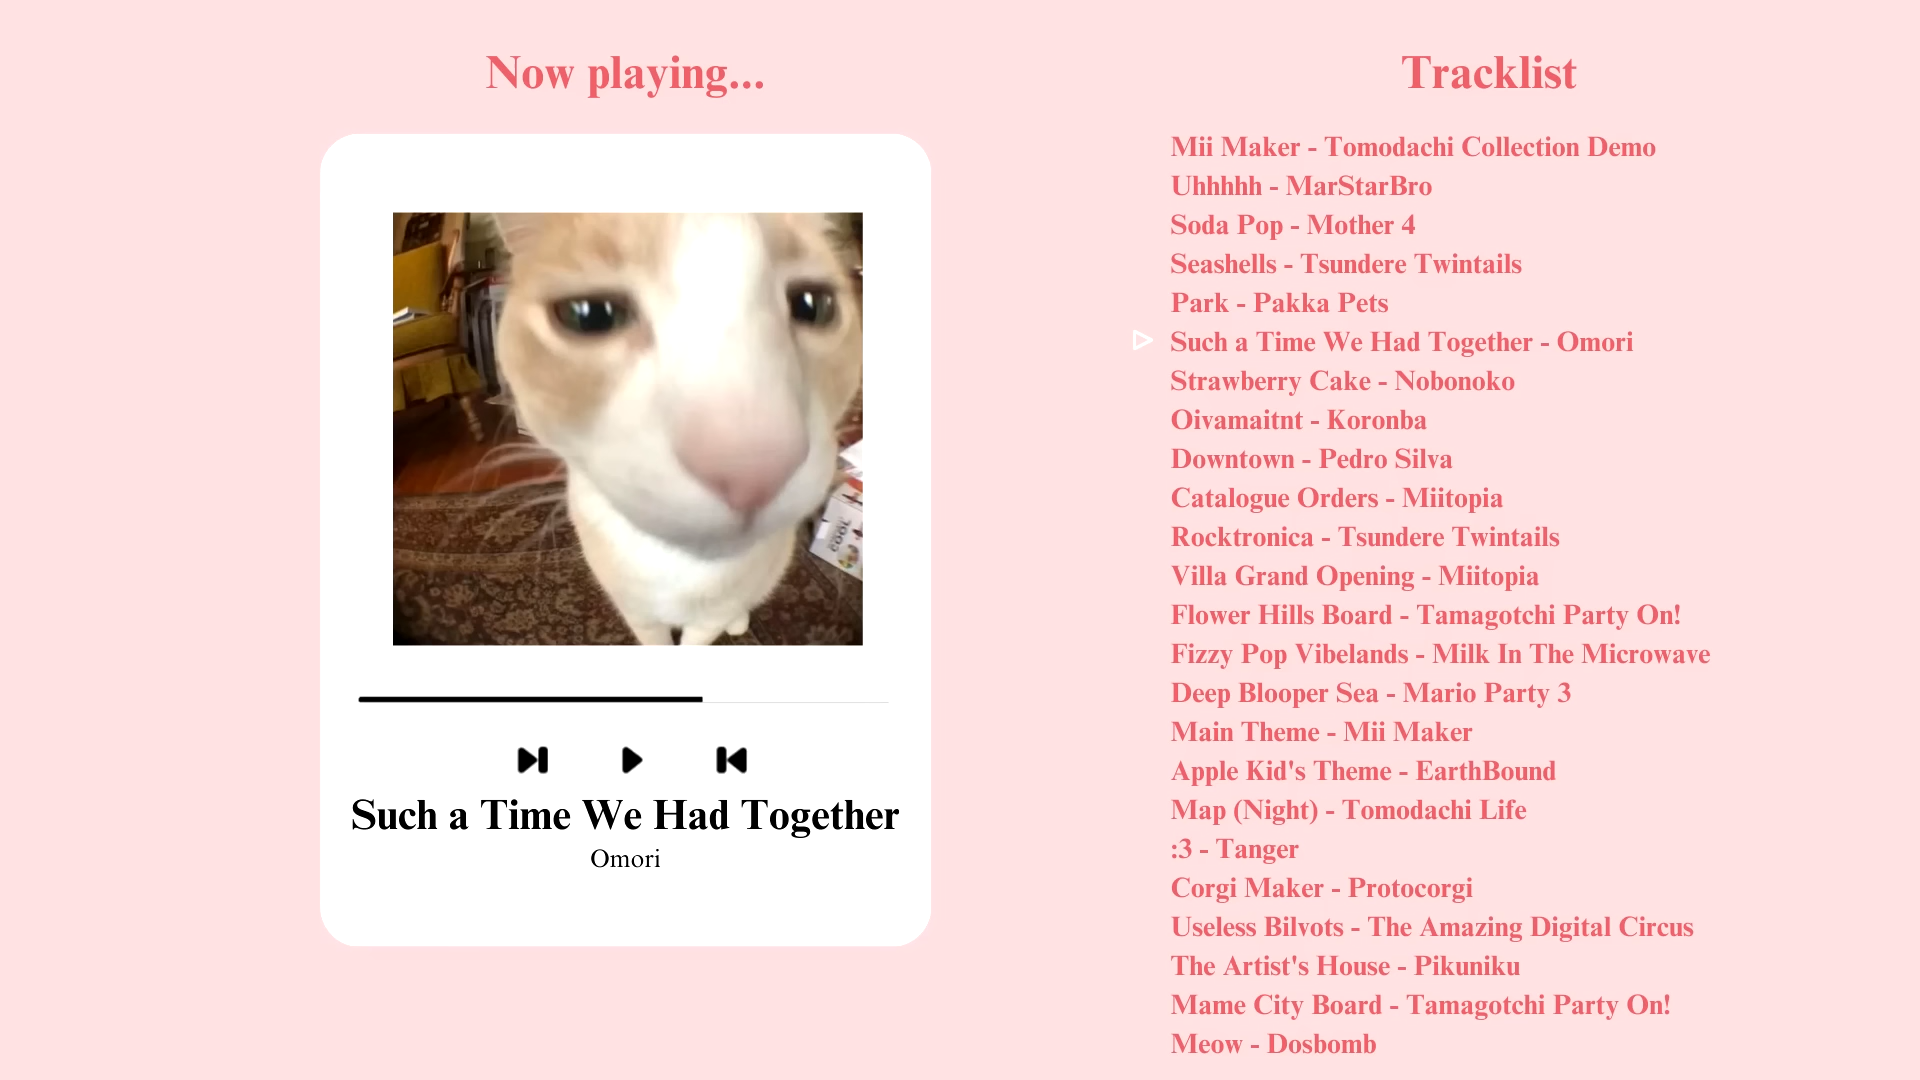 Now playing...
COOL
Such a Time We Had Together
Omori
Tracklist
Mii Maker - Tomodachi Collection Demo
Uhhhhh - MarStarBro
Soda Pop - Mother 4
Seashells - Tsundere Twintails
Park - Pakka Pets
Such a Time We Had Together - Omori
Strawberry Cake - Nobonoko
Oivamaitnt - Koronba
Downtown - Pedro Silva
Catalogue Orders - Miitopia
Rocktronica - Tsundere Twintails
Villa Grand Opening - Miitopia
Flower Hills Board - Tamagotchi Party On!
Fizzy Pop Vibelands - Milk In The Microwave
Deep Blooper Sea - Mario Party 3
Main Theme - Mii Maker
Apple Kid's Theme - EarthBound
Map (Night) - Tomodachi Life
:3 - Tanger
Corgi Maker - Protocorgi
Useless Bilvots - The Amazing Digital Circus
The Artist's House - Pikuniku
Mame City Board - Tamagotchi Party On!
Meow - Dosbomb